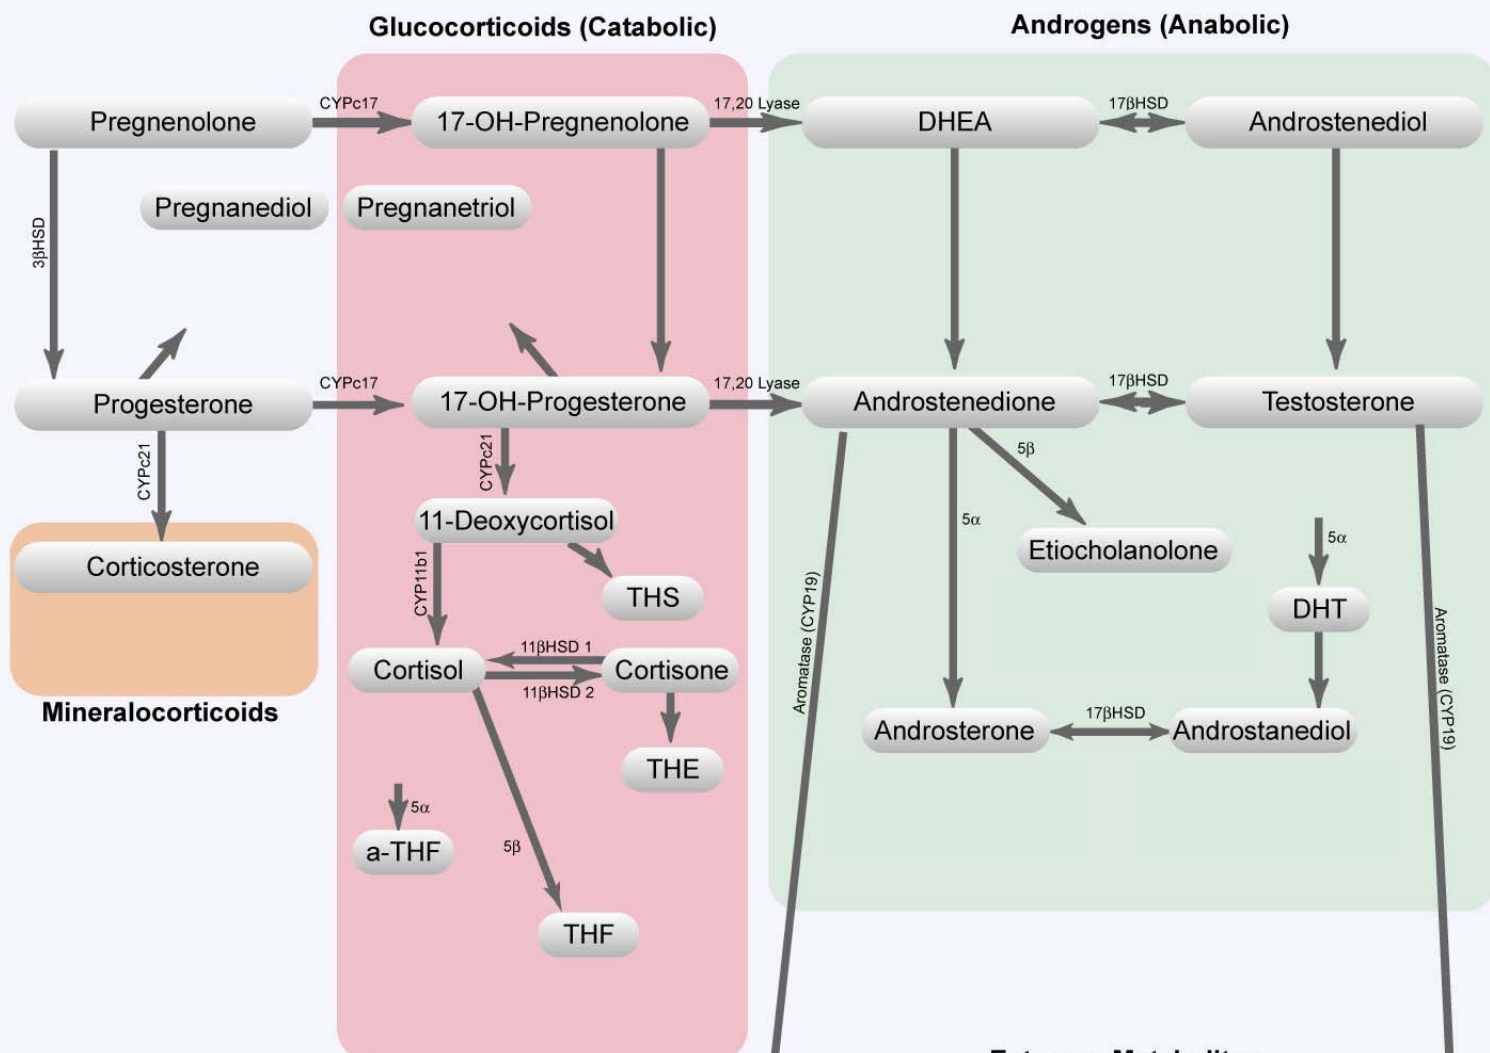 Glucocorticoids (Catabolic)
Androgens (Anabolic)
Pregnenolone
CYPc17
17-OH-Pregnenolone
17,20 Lyase
DHEA
17βHSD
Androstenediol
Pregnanediol
Pregnanetriol
3βHSD
Progesterone
CYPc17
17-OH-Progesterone
17,20 Lyase
Androstenedione
17βHSD
Testosterone
CYPc21
CYPc21
5β
11-Deoxycortisol
5α
Etiocholanolone
5α
Corticosterone
CYP11b1
THS
DHT
Aromatase (CYP19)
Aromatase (CYP19)
Cortisol
11βHSD 1
11βHSD 2
Cortisone
Mineralocorticoids
Androsterone
17βHSD
Androstanediol
THE
5α
a-THF
5β
THF